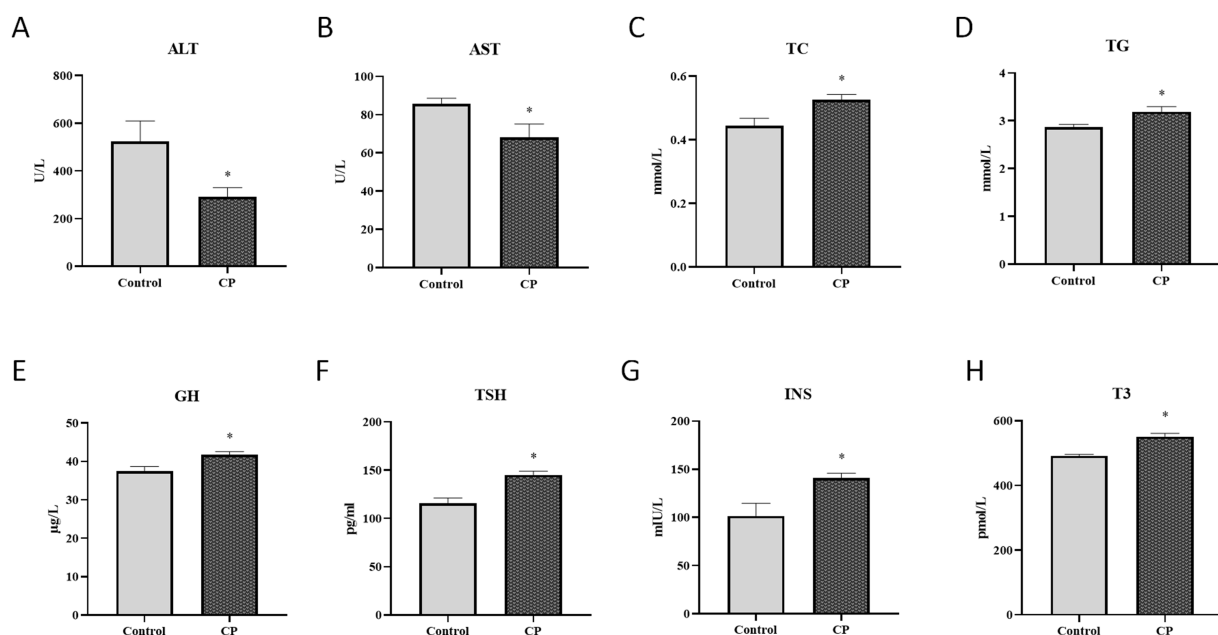 A
ALT
U/L
800
600
400
200
0
*
Control
CP
B
AST
U/L
100
80
60
40
20
0
*
Control
CP
C
TC
mmol/L
0.6
0.4
0.2
0.0
*
Control
CP
D
TG
mmol/L
4
3
2
1
0
*
Control
CP
E
GH
µg/L
50
40
30
20
10
0
*
Control
CP
F
TSH
pg/ml
200
150
100
50
0
*
Control
CP
G
INS
mIU/L
200
150
100
50
0
*
Control
CP
H
T3
pmol/L
600
400
200
0
*
Control
CP